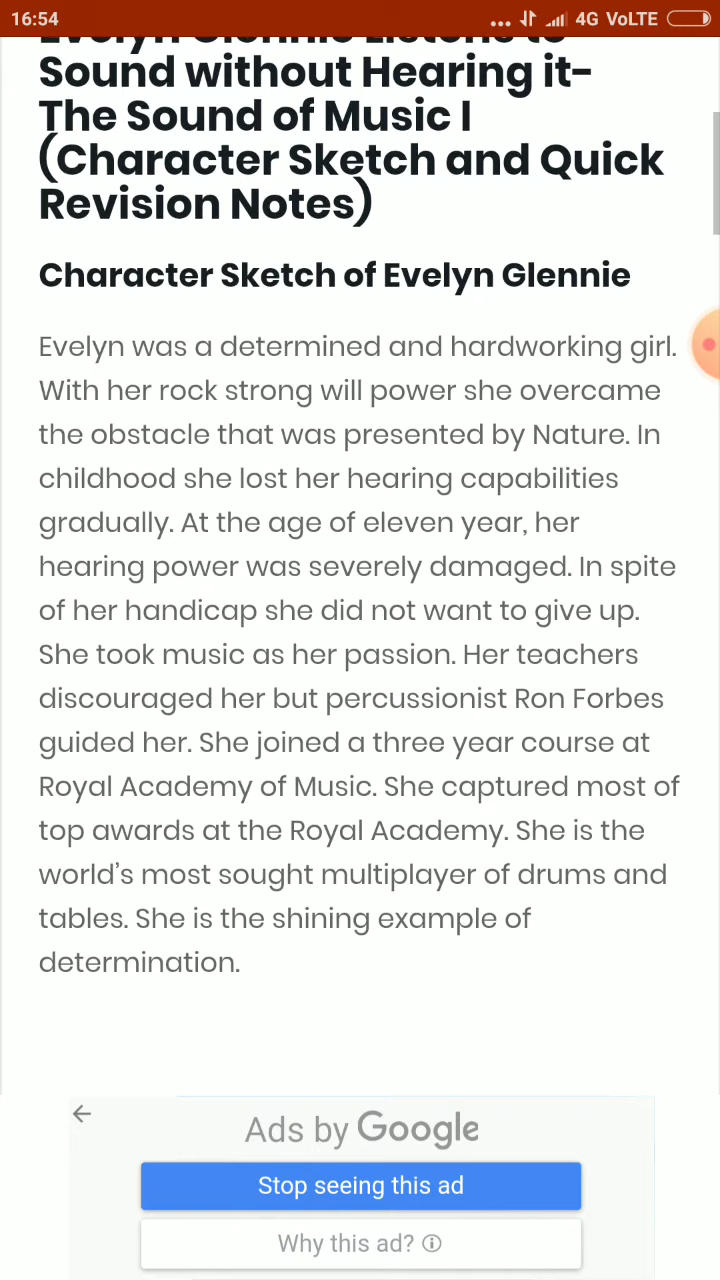 16:54 ... 4G VoLTE
Evelyn Glennie Listens to
Sound without Hearing it-
The Sound of Music I
(Character Sketch and Quick
Revision Notes)
Character Sketch of Evelyn Glennie
Evelyn was a determined and hardworking girl.
With her rock strong will power she overcame
the obstacle that was presented by Nature. In
childhood she lost her hearing capabilities
gradually. At the age of eleven year, her
hearing power was severely damaged. In spite
of her handicap she did not want to give up.
She took music as her passion. Her teachers
discouraged her but percussionist Ron Forbes
guided her. She joined a three year course at
Royal Academy of Music. She captured most of
top awards at the Royal Academy. She is the
world's most sought multiplayer of drums and
tables. She is the shining example of
determination.
Ads by Google
Stop seeing this ad
Why this ad?